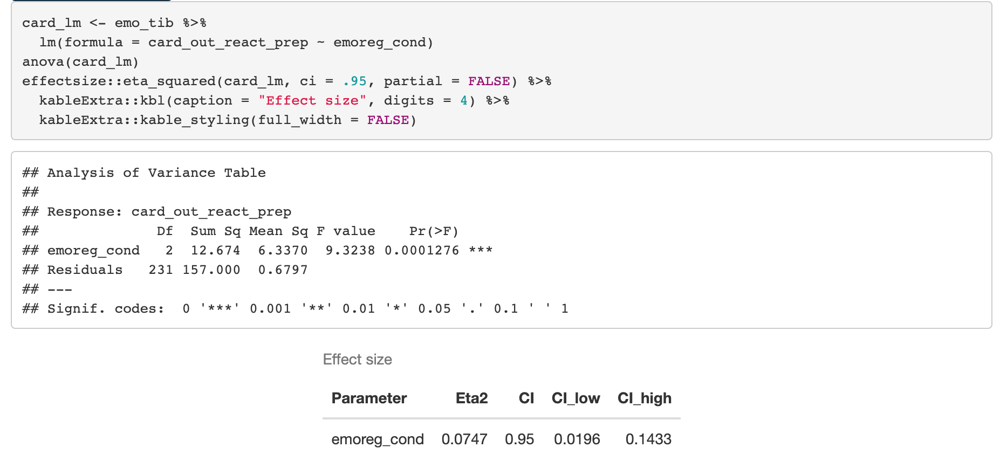 card_lm <- emo_tib %>%
  lm(formula = card_out_react_prep ~ emoreg_cond)
anova(card_lm)
effectsize::eta_squared(card_lm, ci = .95, partial = FALSE) %>%
  kableExtra::kbl(caption = "Effect size", digits = 4) %>%
  kableExtra::kable_styling(full_width = FALSE)
## Analysis of Variance Table
##
## Response: card_out_react_prep
##              Df  Sum Sq Mean Sq F value    Pr(>F)
## emoreg_cond   2  12.674  6.3370  9.3238 0.0001276 ***
## Residuals   231 157.000  0.6797
## ---
## Signif. codes:  0 '***' 0.001 '**' 0.01 '*' 0.05 '.' 0.1 ' ' 1
Effect size
Parameter Eta2 CI CI_low CI_high
emoreg_cond 0.0747 0.95 0.0196 0.1433